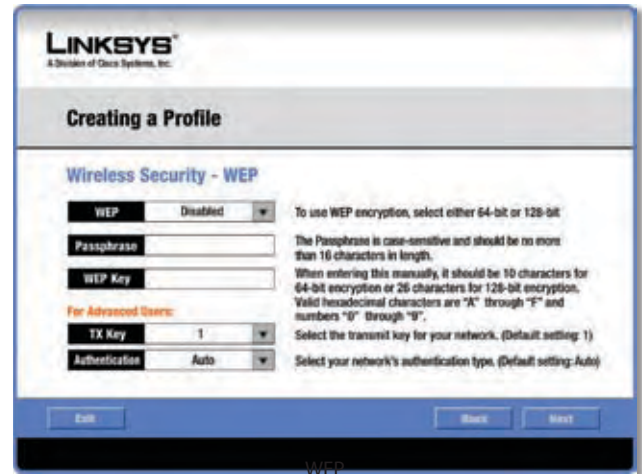 LINKSYS®
A Division of Cisco Systems, Inc.
Creating a Profile
Wireless Security - WEP
WEP Disabled To use WEP encryption, select either 64-bit or 128-bit
Passphrase The Passphrase is case-sensitive and should be no more
than 16 characters in length.
WEP Key When entering this manually, it should be 10 characters for
64-bit encryption or 26 characters for 128-bit encryption.
Valid hexadecimal characters are "A" through "F" and
numbers "0" through "9".
For Advanced Users:
TX Key 1 Select the transmit key for your network. (Default setting: 1)
Authentication Auto Select your network's authentication type. (Default setting: Auto)
Exit Back Next
WEP